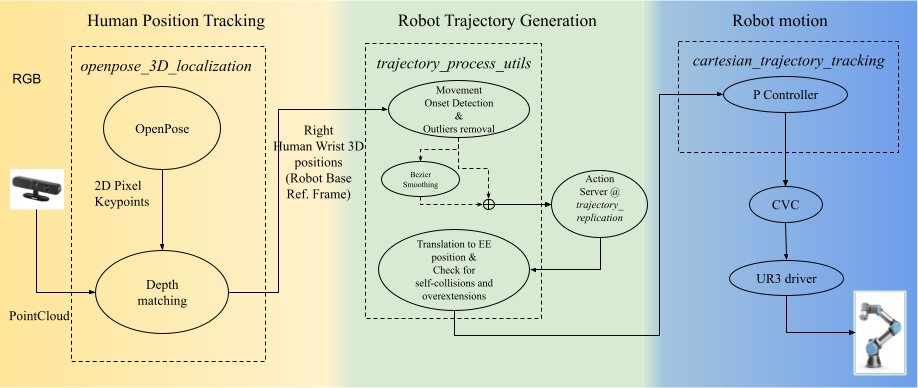 Human Position Tracking
Robot Trajectory Generation
Robot motion
RGB
openpose_3D_localization
OpenPose
2D Pixel
Keypoints
Depth
matching
PointCloud
Right
Human Wrist 3D
positions
(Robot Base
Ref. Frame)
trajectory_process_utils
Movement
Onset Detection
&
Outliers removal
Bezier
Smoothing
Action
Server @
trajectory_
replication
Translation to EE
position &
Check for
self-collisions and
overextensions
cartesian_trajectory_tracking
P Controller
CVC
UR3 driver